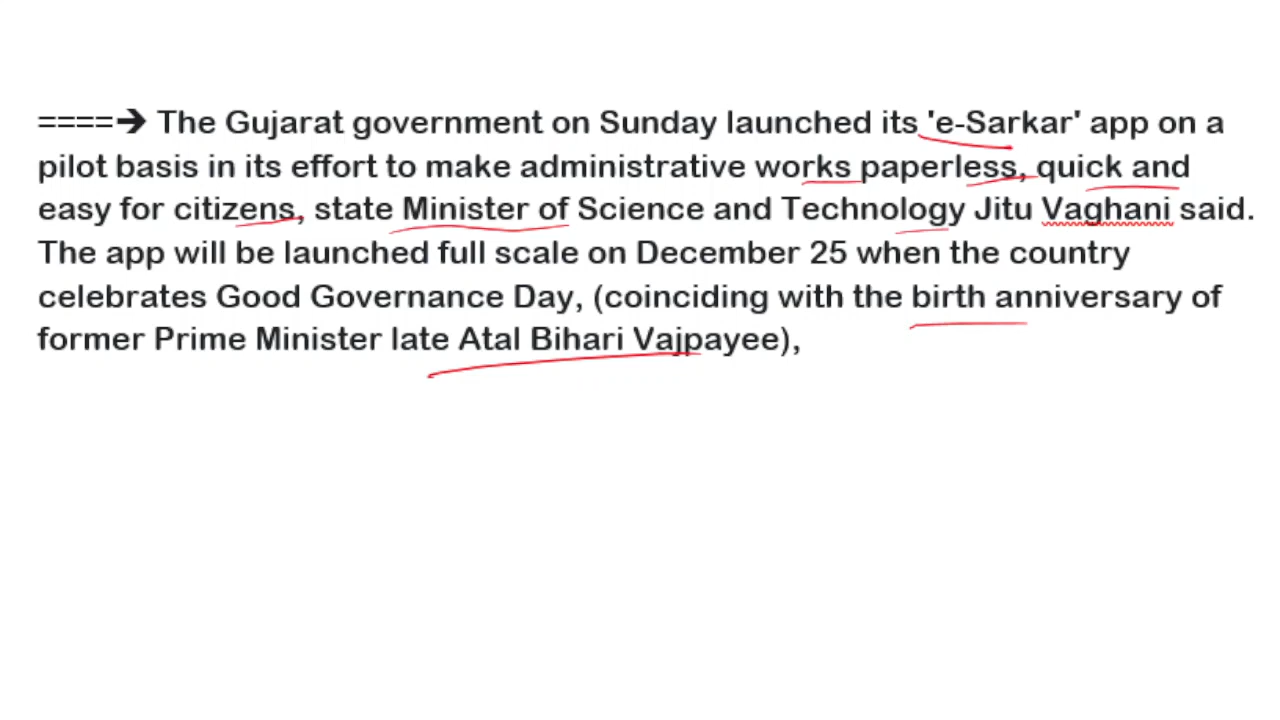 ====➔ The Gujarat government on Sunday launched its 'e-Sarkar' app on a
pilot basis in its effort to make administrative works paperless, quick and
easy for citizens, state Minister of Science and Technology Jitu Vaghani said.
The app will be launched full scale on December 25 when the country
celebrates Good Governance Day, (coinciding with the birth anniversary of
former Prime Minister late Atal Bihari Vajpayee),